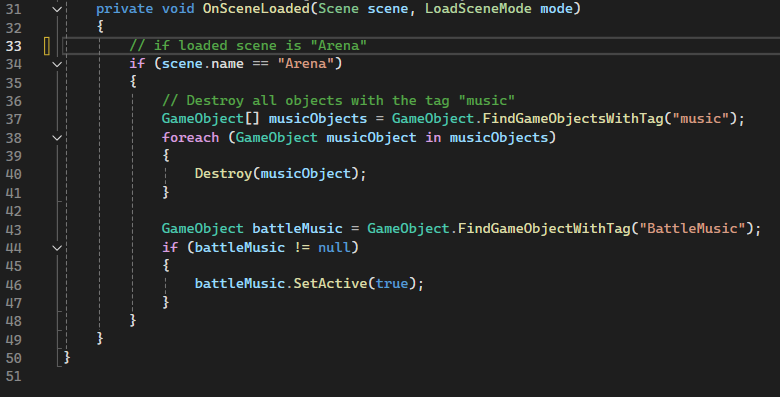 31 private void OnSceneLoaded(Scene scene, LoadSceneMode mode)
32 {
33 // if loaded scene is "Arena"
34 if (scene.name == "Arena")
35 {
36 // Destroy all objects with the tag "music"
37 GameObject[] musicObjects = GameObject.FindGameObjectsWithTag("music");
38 foreach (GameObject musicObject in musicObjects)
39 {
40 Destroy(musicObject);
41 }
42
43 GameObject battleMusic = GameObject.FindGameObjectWithTag("BattleMusic");
44 if (battleMusic != null)
45 {
46 battleMusic.SetActive(true);
47 }
48 }
49 }
50 }
51